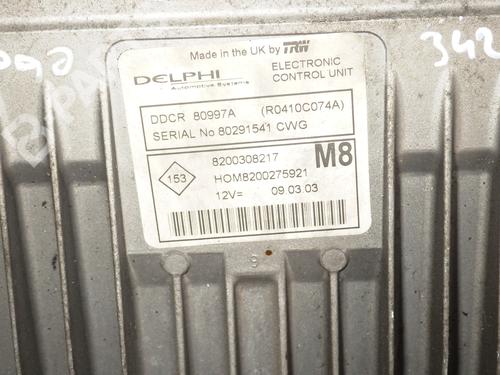 Made in the UK by TRW
DELPHI
Automotive Systems
ELECTRONIC
CONTROL UNIT
DDCR 80997A (R0410C074A)
SERIAL No 80291541 CWG
153
8200308217 M8
HOM8200275921
12V= 09.03.03
342